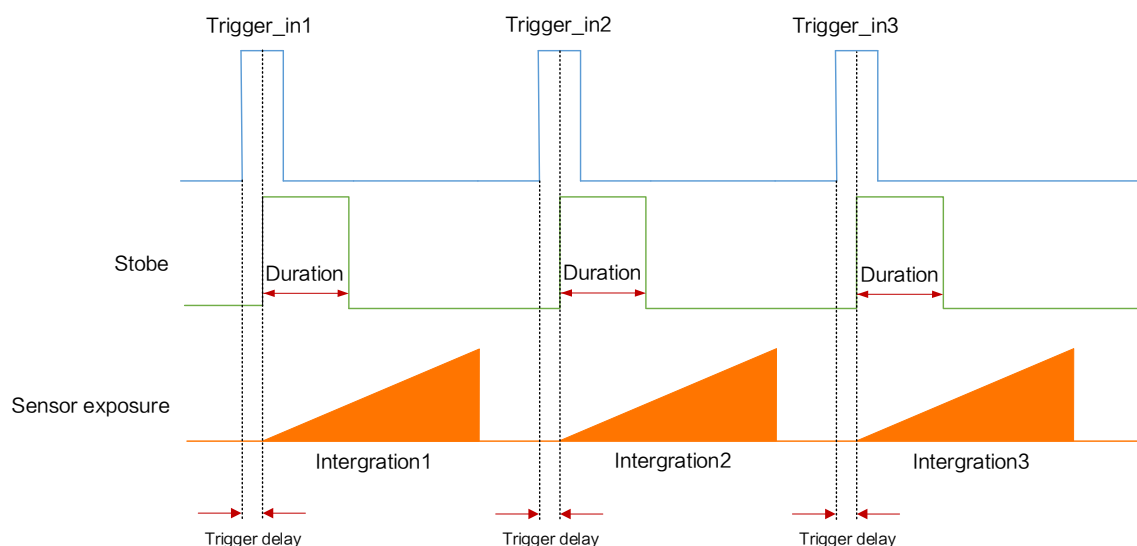 Trigger_in1 Trigger_in2 Trigger_in3
Stobe
Duration Duration Duration
Sensor exposure
Intergration1 Intergration2 Intergration3
Trigger delay Trigger delay Trigger delay